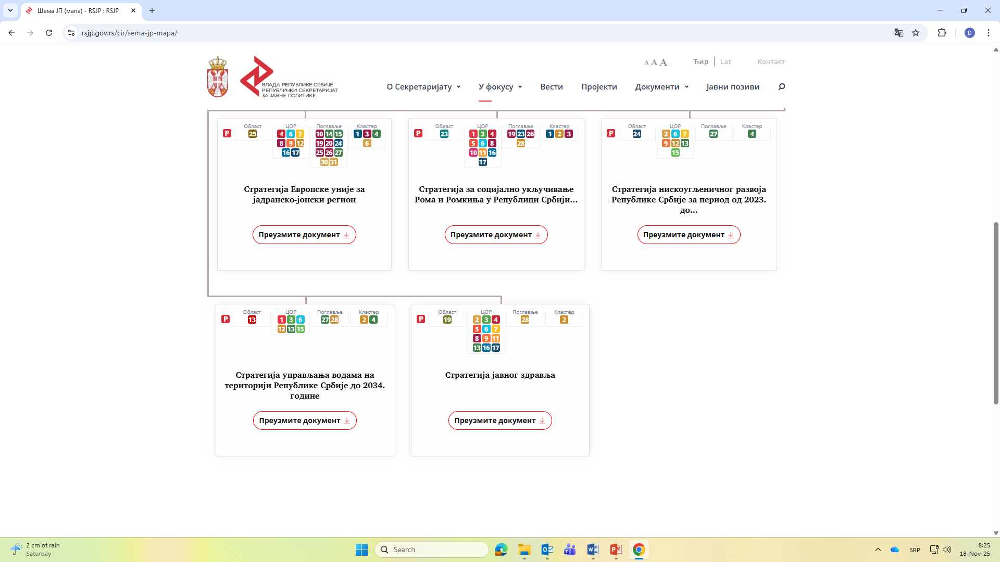 Шема ЈП (мапа) - RSJP : RSJP
rsjp.gov.rs/cir/sema-jp-mapa/
D
ВЛАДА РЕПУБЛИКЕ СРБИЈЕ
РЕПУБЛИЧКИ СЕКРЕТАРИЈАТ
ЗА ЈАВНЕ ПОЛИТИКЕ
A A A
Ћир | Lat
Контакт
О Секретаријату
У фокусу
Вести
Пројекти
Документи
Јавни позиви
P
Област
25
ЦОР
4 6 7
8 9 12
16 17
Поглавље
10 14 15
19 20 24
25 26 27
30 31
Кластер
1 3 4
6
Стратегија Европске уније за
јадранско-јонски регион
Преузмите документ
P
Област
23
ЦОР
1 3 4
5 6 8
10 11 16
17
Поглавље
19 23 26
28
Кластер
1 2 3
Стратегија за социјално укључивање
Рома и Ромкиња у Републици Србији...
Преузмите документ
P
Област
24
ЦОР
2 6 7
9 12 13
15
Поглавље
27
Кластер
4
Стратегија нискоугљеничног развоја
Републике Србије за период од 2023.
до...
Преузмите документ
P
Област
13
ЦОР
1 3 6
12 13 15
Поглавље
27 28
Кластер
2 4
Стратегија управљања водама на
територији Републике Србије до 2034.
године
Преузмите документ
P
Област
19
ЦОР
2 3 4
5 6 7
8 9 11
13 16 17
Поглавље
28
Кластер
2
Стратегија јавног здравља
Преузмите документ
2 cm of rain
Saturday
Search
SRP
8:25
18-Nov-25